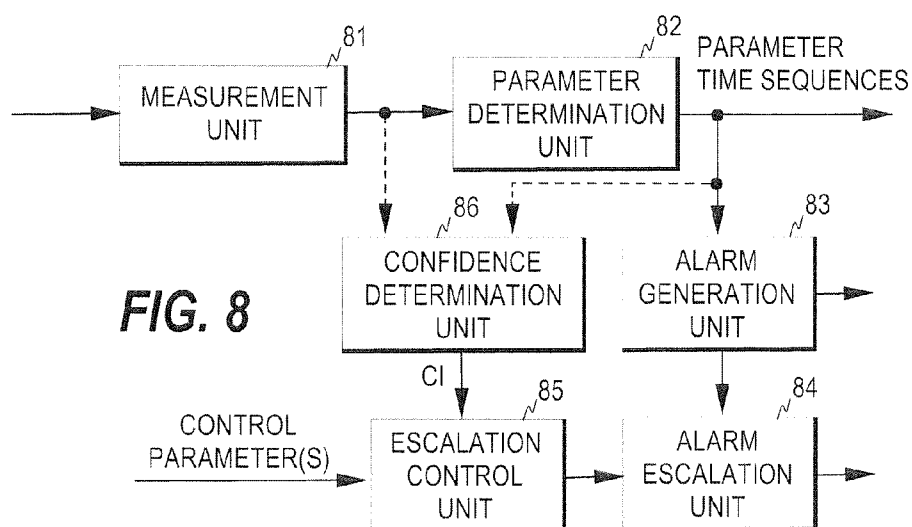 81
MEASUREMENT
UNIT
82
PARAMETER
DETERMINATION
UNIT
PARAMETER
TIME SEQUENCES
86
CONFIDENCE
DETERMINATION
UNIT
83
ALARM
GENERATION
UNIT
FIG. 8
CI
CONTROL
PARAMETER(S)
85
ESCALATION
CONTROL
UNIT
84
ALARM
ESCALATION
UNIT